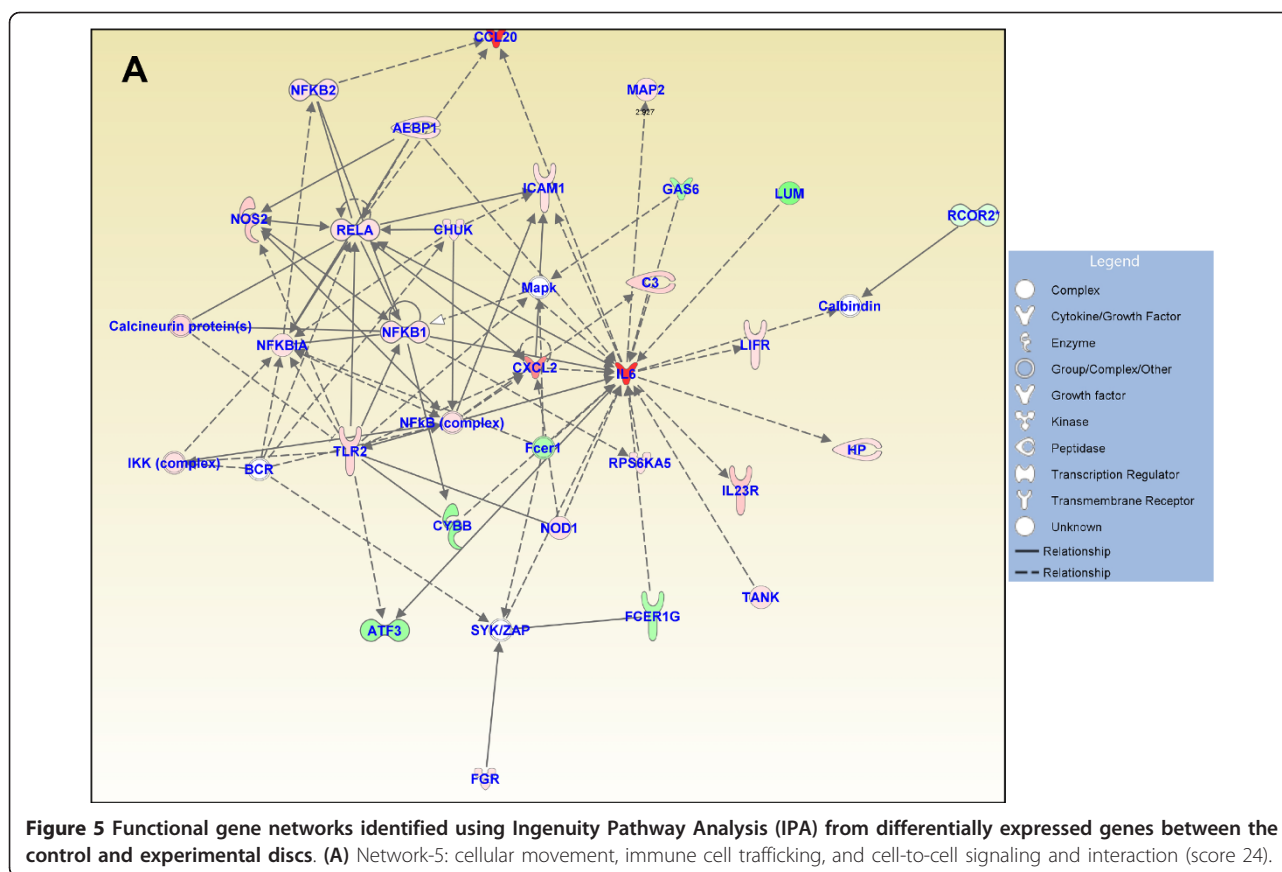 A
CCL20
NFKB2
MAP2
2.927
AEBP1
ICAM1
GAS6
LUM
NOS2
RELA
CHUK
RCOR2*
Mapk
C3
Calbindin
Calcineurin protein(s)
NFKBIA
NFKB1
LIFR
CXCL2
IL6
NFkB (complex)
IKK (complex)
BCR
TLR2
Fcer1
RPS6KA5
HP
IL23R
CYBB
NOD1
TANK
ATF3
SYK/ZAP
FCER1G
FGR
Legend
Complex
Cytokine/Growth Factor
Enzyme
Group/Complex/Other
Growth factor
Kinase
Peptidase
Transcription Regulator
Transmembrane Receptor
Unknown
Relationship
Relationship
Figure 5 Functional gene networks identified using Ingenuity Pathway Analysis (IPA) from differentially expressed genes between the
control and experimental discs. (A) Network-5: cellular movement, immune cell trafficking, and cell-to-cell signaling and interaction (score 24).